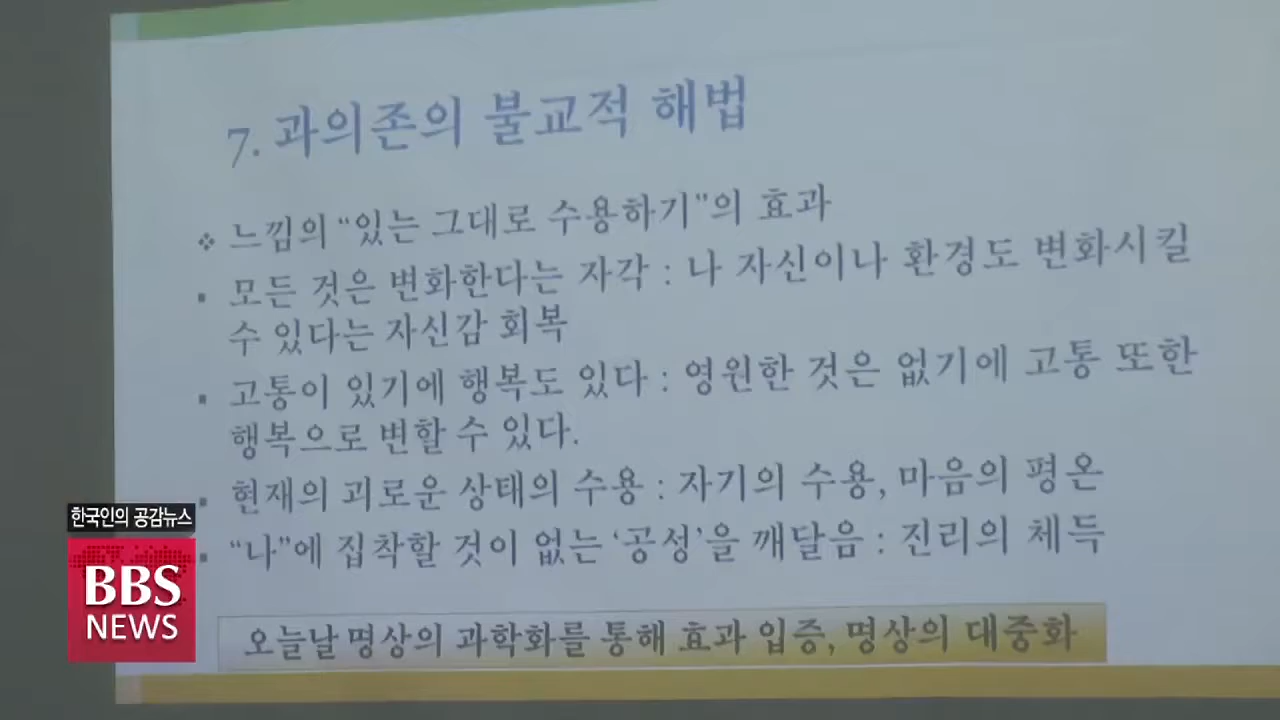 7. 과의존의 불교적 해법
❖ 느낌의 “있는 그대로 수용하기”의 효과
▪ 모든 것은 변화한다는 자각 : 나 자신이나 환경도 변화시킬
수 있다는 자신감 회복
▪ 고통이 있기에 행복도 있다 : 영원한 것은 없기에 고통 또한
행복으로 변할 수 있다.
▪ 현재의 괴로운 상태의 수용 : 자기의 수용, 마음의 평온
▪ “나”에 집착할 것이 없는 ‘공성’을 깨달음 : 진리의 체득
오늘날 명상의 과학화를 통해 효과 입증, 명상의 대중화
한국인의 공감뉴스
BBS
NEWS